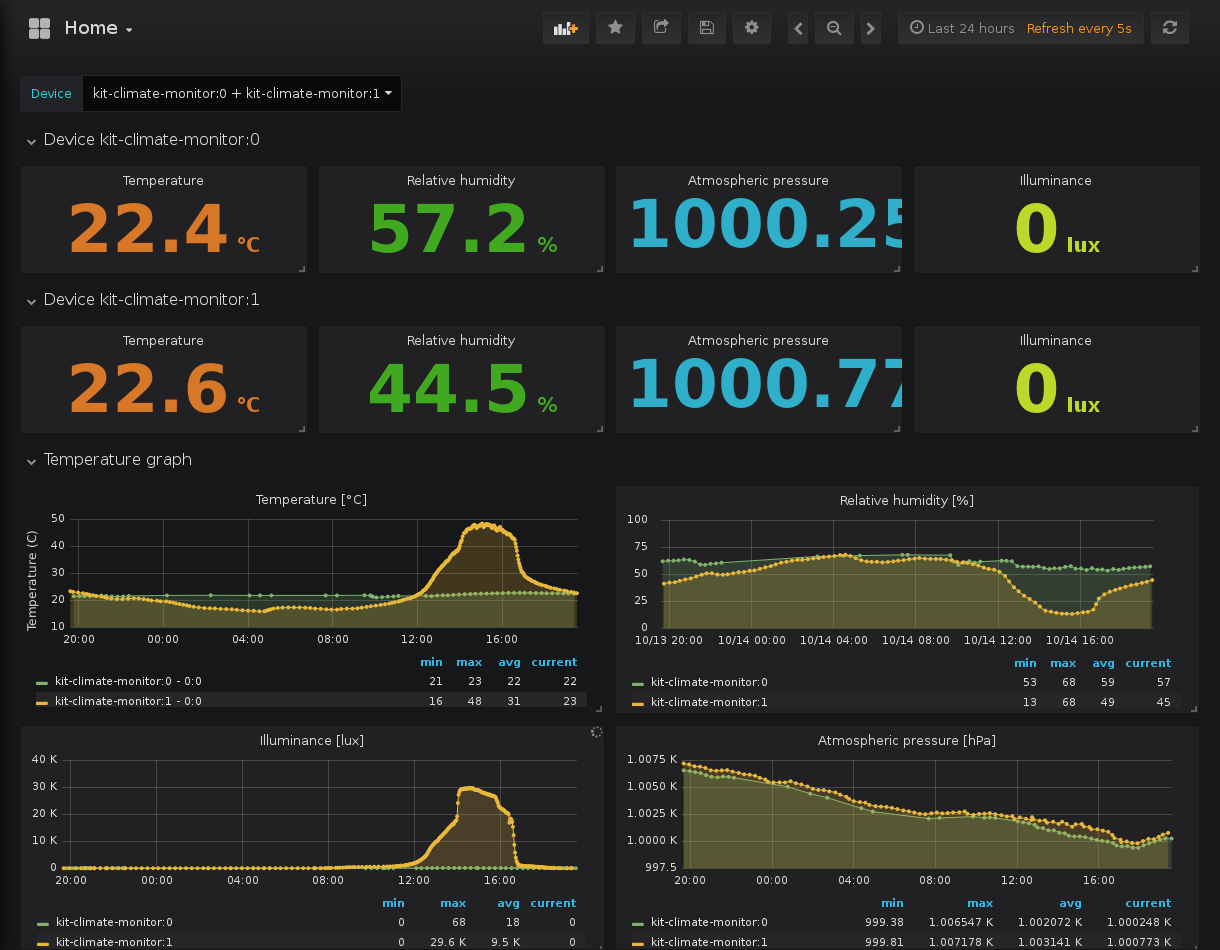 Home
Last 24 hours Refresh every 5s
Device kit-climate-monitor:0 + kit-climate-monitor:1
Device kit-climate-monitor:0
Temperature Relative humidity Atmospheric pressure Illuminance
22.4 °C 57.2 % 1000.25 0 lux
Device kit-climate-monitor:1
Temperature Relative humidity Atmospheric pressure Illuminance
22.6 °C 44.5 % 1000.77 0 lux
Temperature graph
Temperature [°C]
Temperature (C)
50
40
30
20
10
20:00 00:00 04:00 08:00 12:00 16:00
min max avg current
kit-climate-monitor:0 - 0:0 21 23 22 22
kit-climate-monitor:1 - 0:0 16 48 31 23
Relative humidity [%]
100
75
50
25
0
10/13 20:00 10/14 00:00 10/14 04:00 10/14 08:00 10/14 12:00 10/14 16:00
min max avg current
kit-climate-monitor:0 53 68 59 57
kit-climate-monitor:1 13 68 49 45
Illuminance [lux]
40 K
30 K
20 K
10 K
0
20:00 00:00 04:00 08:00 12:00 16:00
min max avg current
kit-climate-monitor:0 0 68 18 0
kit-climate-monitor:1 0 29.6 K 9.5 K 0
Atmospheric pressure [hPa]
1.0075 K
1.0050 K
1.0025 K
1.0000 K
997.5
20:00 00:00 04:00 08:00 12:00 16:00
min max avg current
kit-climate-monitor:0 999.38 1.006547 K 1.002072 K 1.000248 K
kit-climate-monitor:1 999.81 1.007178 K 1.003141 K 1.000773 K